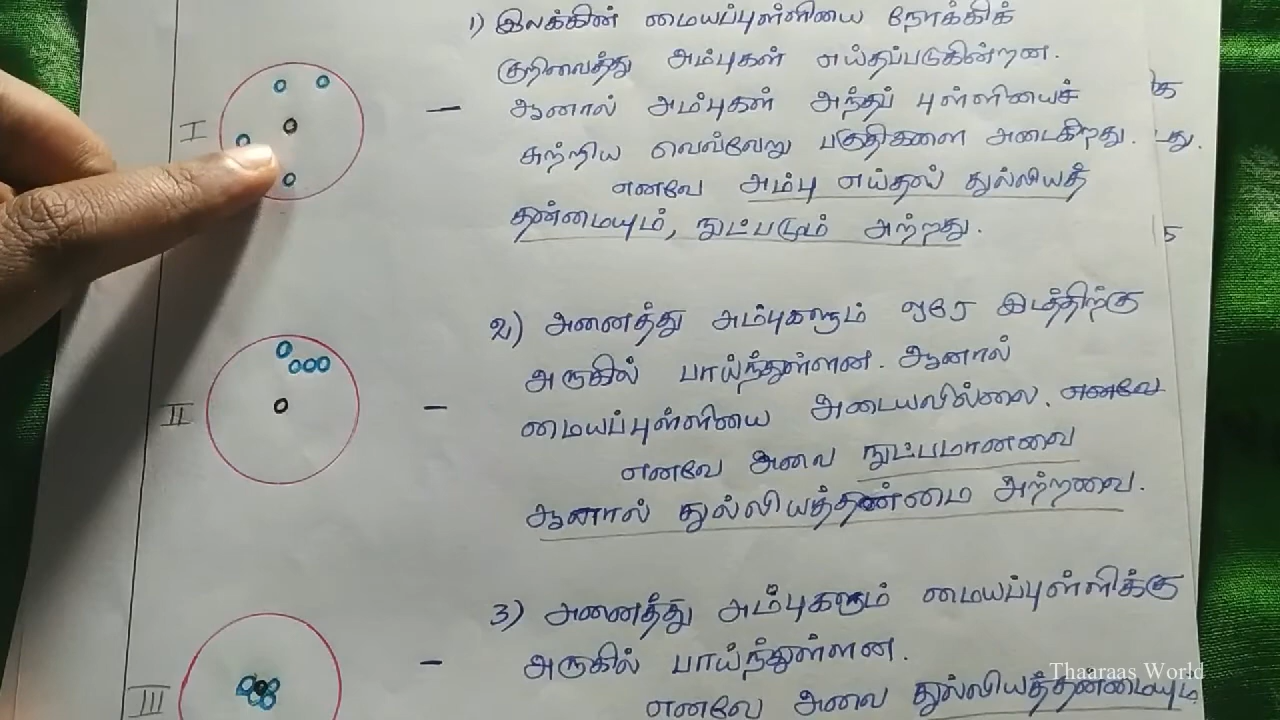 1) இலக்கின் மையப்புள்ளியை நோக்கிக்
குறிவைத்து அம்புகள் எய்தப்படுகின்றன.
I – ஆனால் அம்புகள் அந்தப் புள்ளியைச்
சுற்றிய வெவ்வேறு பகுதிகளை அடைகிறது.
எனவே அம்பு எய்தல் துல்லியத்
தன்மையும், நுட்பமும் அற்றது.
2) அனைத்து அம்புகளும் ஒரே இடத்திற்கு
அருகில் பாய்ந்துள்ளன. ஆனால்
II – மையப்புள்ளியை அடையவில்லை. எனவே
எனவே அவை நுட்பமானவை
ஆனால் துல்லியத்தன்மை அற்றவை.
3) அனைத்து அம்புகளும் மையப்புள்ளிக்கு
III – அருகில் பாய்ந்துள்ளன.
எனவே அவை துல்லியத்தன்மையும்
Thaaraas World